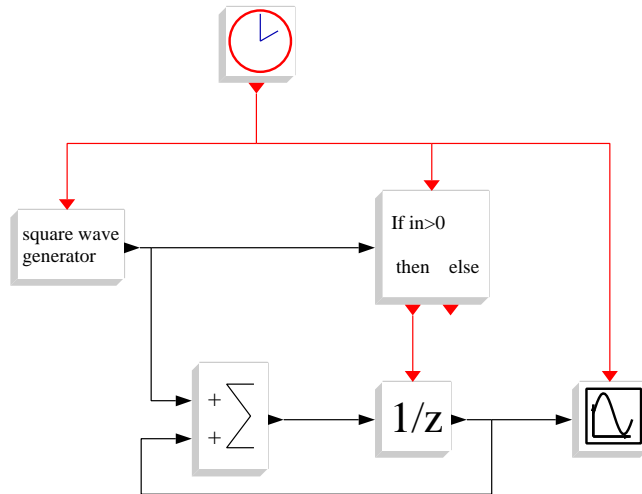 If in>0
square wave
generator
then else
+
+ Σ
1/z